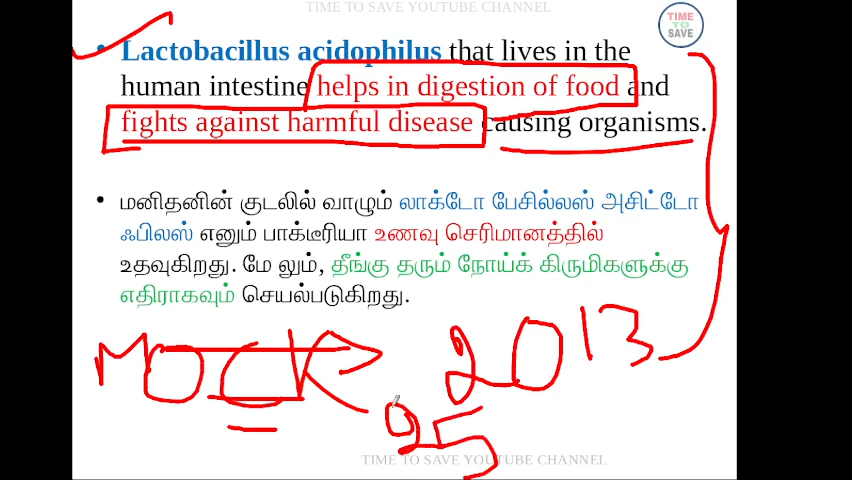 TIME TO SAVE YOUTUBE CHANNEL
TIME
TO
SAVE
• Lactobacillus acidophilus that lives in the
human intestine helps in digestion of food and
fights against harmful disease causing organisms.
• மனிதனின் குடலில் வாழும் லாக்டோ பேசில்லஸ் அசிட்டோ
ஃபிலஸ் எனும் பாக்டீரியா உணவு செரிமானத்தில்
உதவுகிறது. மே லும், தீங்கு தரும் நோய்க் கிருமிகளுக்கு
எதிராகவும் செயல்படுகிறது.
MOCK 2013
25
TIME TO SAVE YOUTUBE CHANNEL